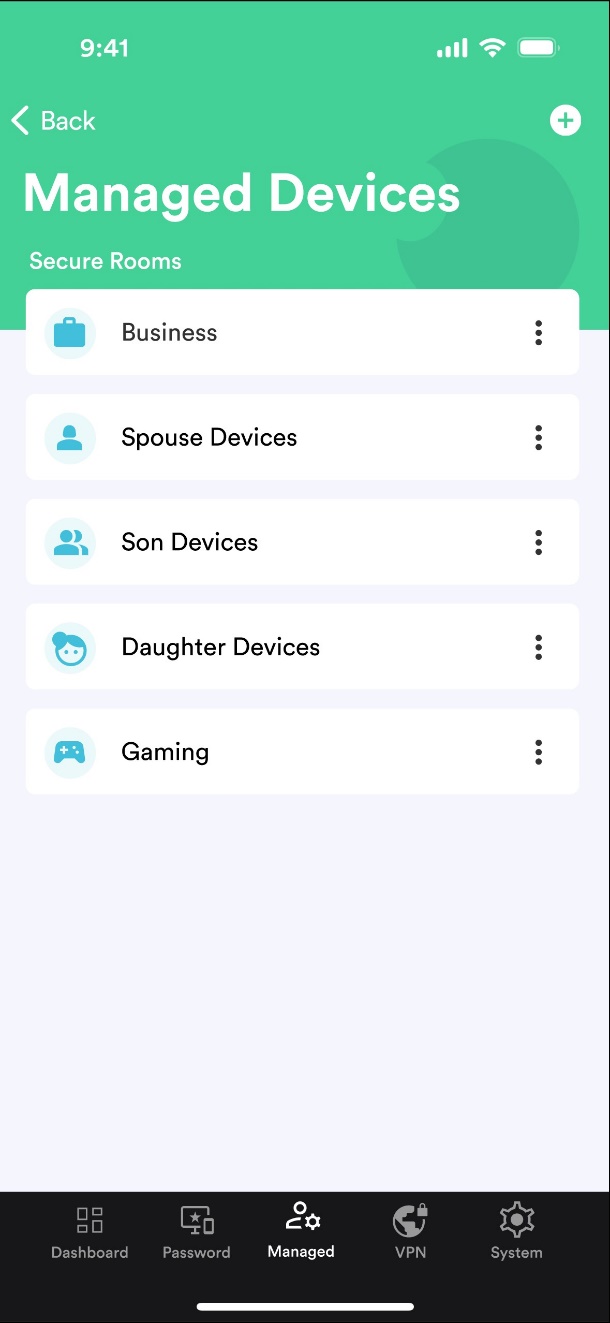 9:41
Back
Managed Devices
Secure Rooms
Business
Spouse Devices
Son Devices
Daughter Devices
Gaming
Dashboard Password Managed VPN System